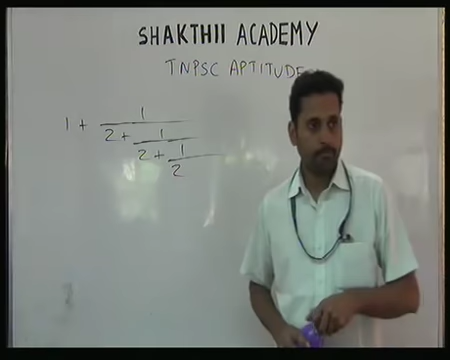 SHAKTHII ACADEMY
TNPSC APTITUDE
1 + 1
2 + 1
2 + 1
2